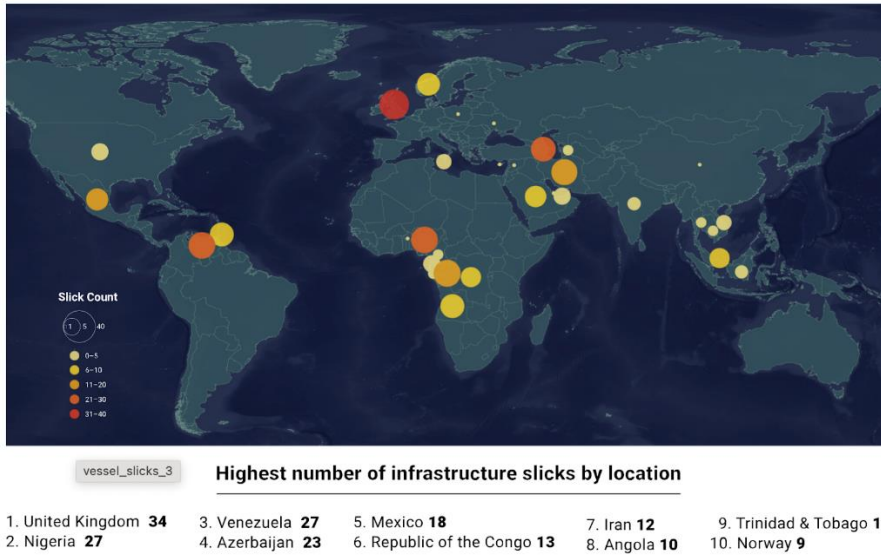 Slick Count
1 5 40
0–5
6–10
11–20
21–30
31–40
vessel_slicks_3
Highest number of infrastructure slicks by location
1. United Kingdom 34
2. Nigeria 27
3. Venezuela 27
4. Azerbaijan 23
5. Mexico 18
6. Republic of the Congo 13
7. Iran 12
8. Angola 10
9. Trinidad & Tobago
10. Norway 9